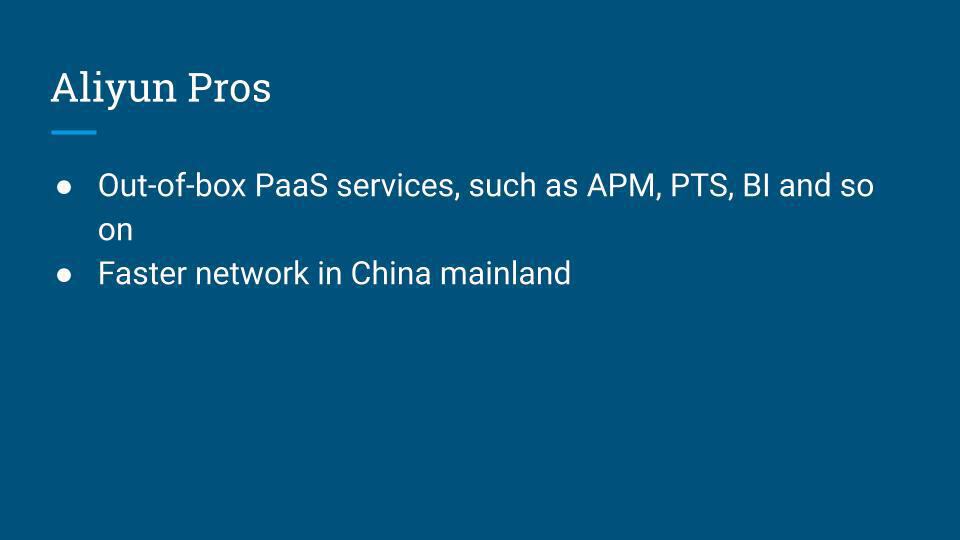 Aliyun Pros
● Out-of-box PaaS services, such as APM, PTS, BI and so
on
● Faster network in China mainland